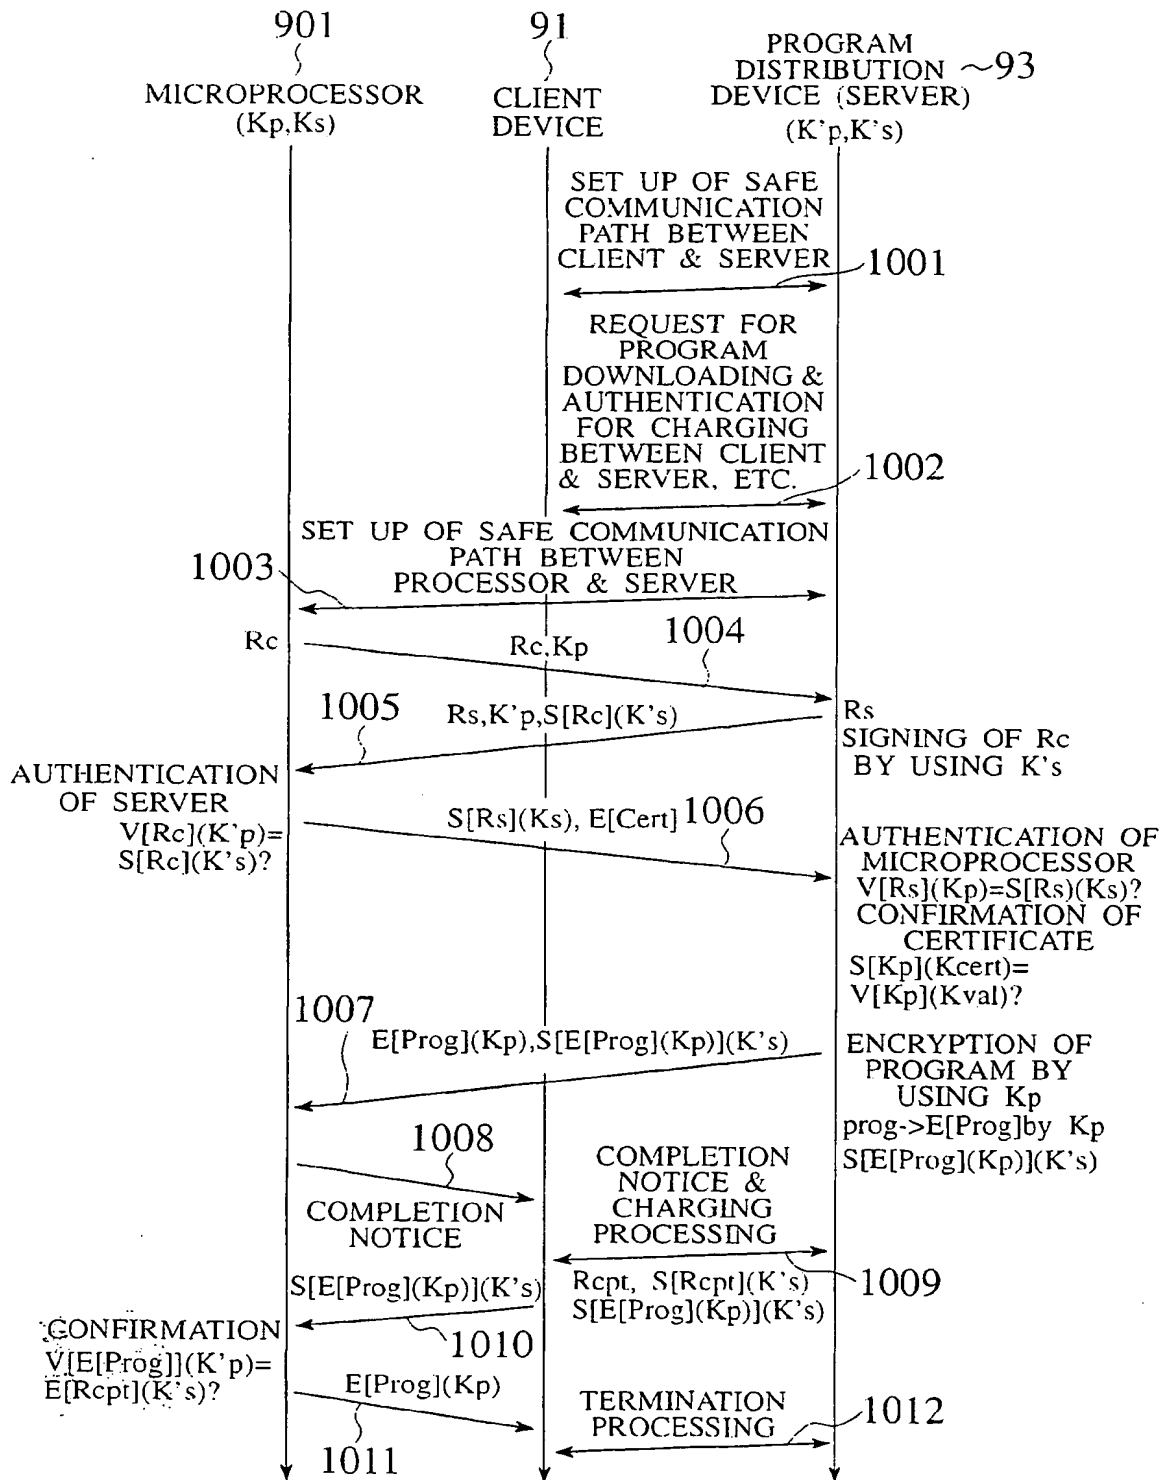 901
MICROPROCESSOR
(Kp,Ks)
91
CLIENT
DEVICE
PROGRAM
DISTRIBUTION
DEVICE (SERVER)
93
(K'p,K's)
SET UP OF SAFE
COMMUNICATION
PATH BETWEEN
CLIENT & SERVER
1001
REQUEST FOR
PROGRAM
DOWNLOADING &
AUTHENTICATION
FOR CHARGING
BETWEEN CLIENT
& SERVER, ETC.
1002
SET UP OF SAFE COMMUNICATION
PATH BETWEEN
PROCESSOR & SERVER
1003
Rc
Rc,Kp
1004
1005
Rs,K'p,S[Rc](K's)
Rs
SIGNING OF Rc
BY USING K's
AUTHENTICATION
OF SERVER
V[Rc](K'p)=
S[Rc](K's)?
S[Rs](Ks), E[Cert]
1006
AUTHENTICATION OF
MICROPROCESSOR
V[Rs](Kp)=S[Rs)(Ks)?
CONFIRMATION OF
CERTIFICATE
S[Kp](Kcert)=
V[Kp](Kval)?
1007
E[Prog](Kp),S[E[Prog](Kp)](K's)
ENCRYPTION OF
PROGRAM BY
USING Kp
prog->E[Prog]by Kp
S[E[Prog](Kp)](K's)
1008
COMPLETION
NOTICE
COMPLETION
NOTICE &
CHARGING
PROCESSING
1009
Rcpt, S[Rcpt](K's)
S[E[Prog](Kp)](K's)
S[E[Prog](Kp)](K's)
1010
CONFIRMATION
V[E[Prog]](K'p)=
E[Rcpt](K's)?
E[Prog](Kp)
1011
TERMINATION
PROCESSING
1012